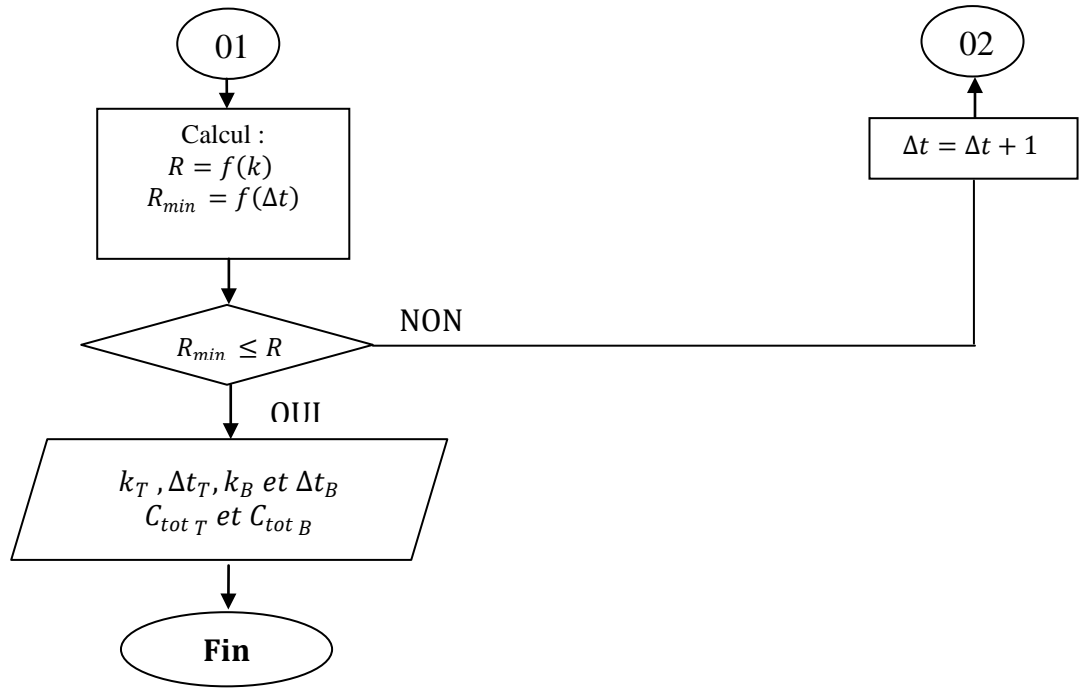 01
02
Calcul :
R = f(k)
R_min = f(Δt)
Δt = Δt + 1
R_min ≤ R
NON
OUI
k_T , Δt_T, k_B et Δt_B
C_tot T et C_tot B
Fin